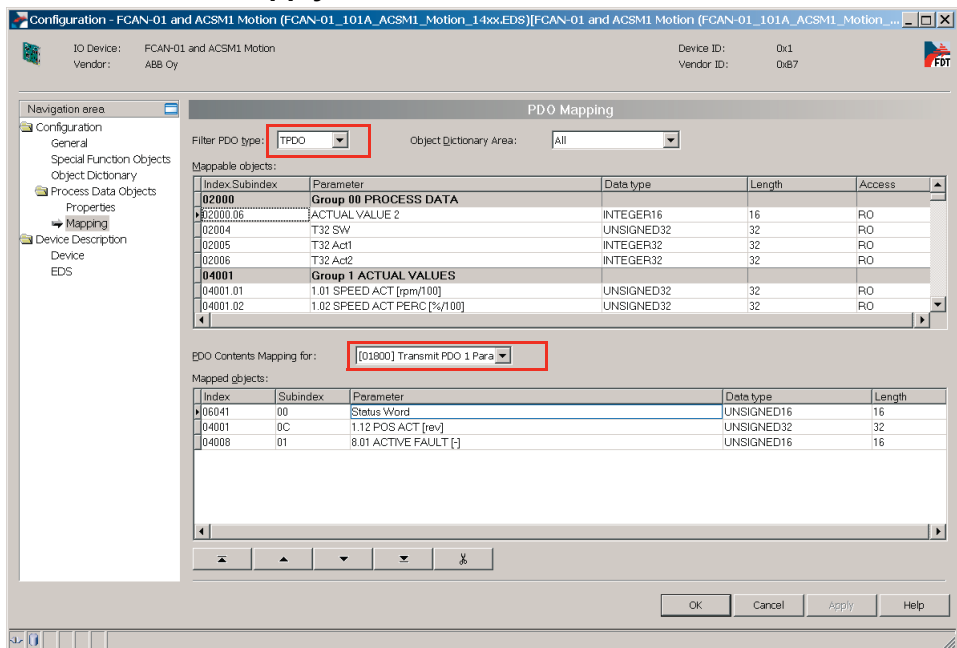 Configuration - FCAN-01 and ACSM1 Motion (FCAN-01_101A_ACSM1_Motion_14xx.EDS)[FCAN-01 and ACSM1 Motion (FCAN-01_101A_ACSM1_Motion_...
IO Device: FCAN-01 and ACSM1 Motion Device ID: 0x1
Vendor: ABB Oy Vendor ID: 0xB7
FDT
Navigation area PDO Mapping
Configuration
General
Special Function Objects
Object Dictionary
Process Data Objects
Properties
Mapping
Device Description
Device
EDS
Filter PDO type: TPDO Object Dictionary Area: All
Mappable objects:
Index.Subindex Parameter Data type Length Access
02000 Group 00 PROCESS DATA
02000.06 ACTUAL VALUE 2 INTEGER16 16 RO
02004 T32 SW UNSIGNED32 32 RO
02005 T32 Act1 INTEGER32 32 RO
02006 T32 Act2 INTEGER32 32 RO
04001 Group 1 ACTUAL VALUES
04001.01 1.01 SPEED ACT [rpm/100] UNSIGNED32 32 RO
04001.02 1.02 SPEED ACT PERC [%/100] UNSIGNED32 32 RO
PDO Contents Mapping for: [01800] Transmit PDO 1 Para
Mapped objects:
Index Subindex Parameter Data type Length
06041 00 Status Word UNSIGNED16 16
04001 0C 1.12 POS ACT [rev] UNSIGNED32 32
04008 01 8.01 ACTIVE FAULT [-] UNSIGNED16 16
OK Cancel Apply Help